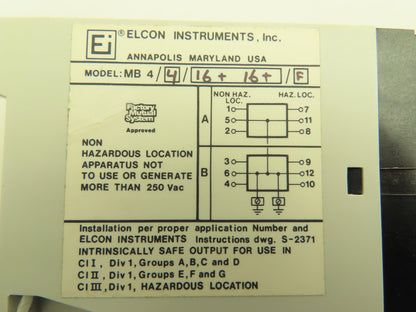 Ei ® ELCON INSTRUMENTS, Inc.
ANNAPOLIS MARYLAND USA
MODEL: MB 4/4/16+ 16+/F
Factory
Mutual
System
Approved
NON
HAZARDOUS LOCATION
APPARATUS NOT
TO USE OR GENERATE
MORE THAN 250 Vac
NON HAZ. HAZ. LOC.
LOC.
A
1 7
5 11
2 8
B
3 9
6 12
4 10
Installation per proper application Number and
ELCON INSTRUMENTS Instructions dwg. S-2371
INTRINSICALLY SAFE OUTPUT FOR USE IN
Cl I, Div 1, Groups A, B, C and D
Cl II, Div 1, Groups E, F and G
Cl III, Div 1, HAZARDOUS LOCATION